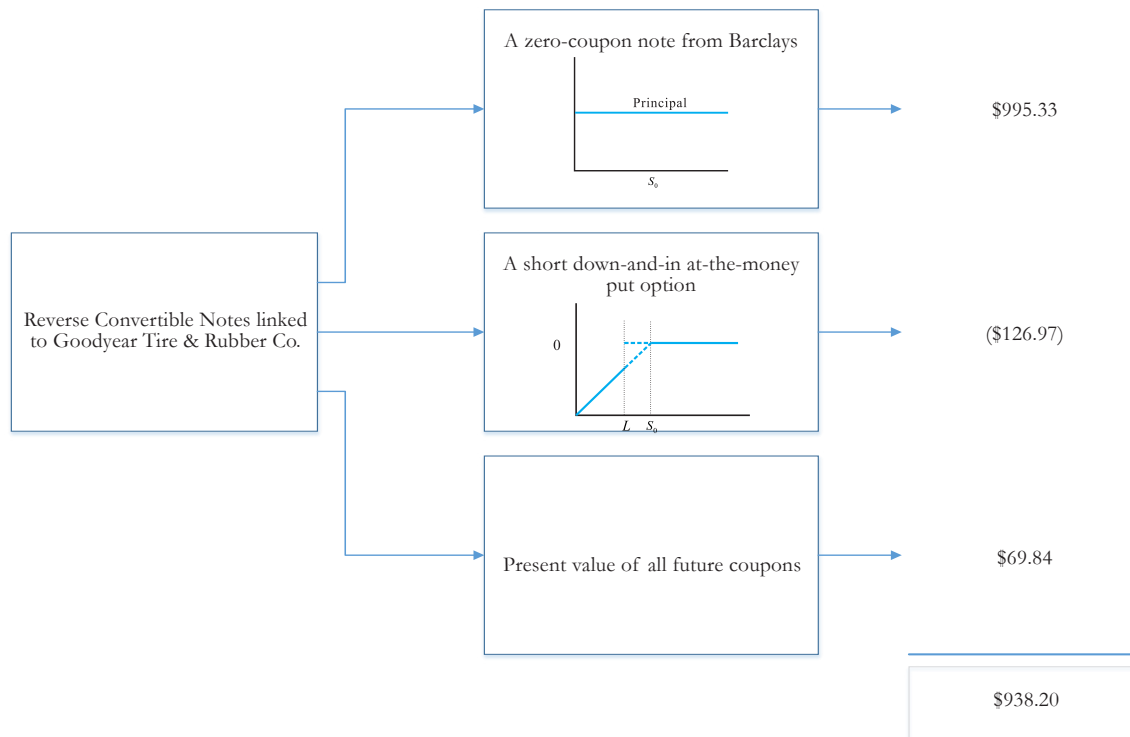 A zero-coupon note from Barclays
Principal
S₀
$995.33
Reverse Convertible Notes linked
to Goodyear Tire & Rubber Co.
A short down-and-in at-the-money
put option
0
L S₀
($126.97)
Present value of all future coupons
$69.84
$938.20